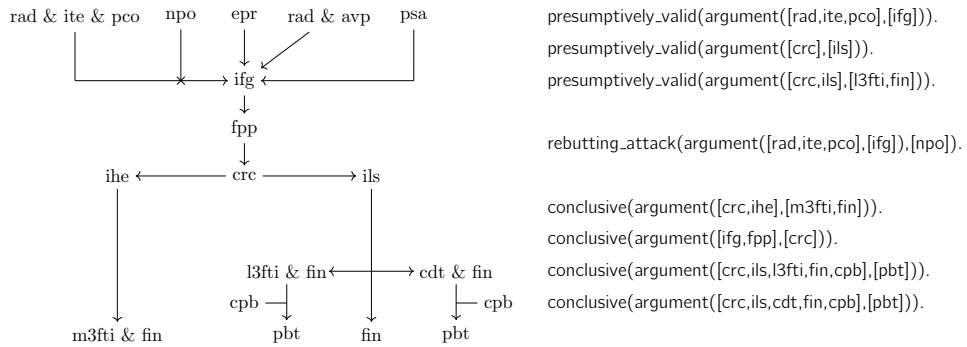 rad & ite & pco npo epr rad & avp psa
ifg
fpp
ihe crc ils
l3fti & fin cdt & fin
cpb cpb
m3fti & fin pbt fin pbt
presumptively_valid(argument([rad,ite,pco],[ifg])).
presumptively_valid(argument([crc],[ils])).
presumptively_valid(argument([crc,ils],[l3fti,fin])).
rebutting_attack(argument([rad,ite,pco],[ifg]),[npo]).
conclusive(argument([crc,ihe],[m3fti,fin])).
conclusive(argument([ifg,fpp],[crc])).
conclusive(argument([crc,ils,l3fti,fin,cpb],[pbt])).
conclusive(argument([crc,ils,cdt,fin,cpb],[pbt])).